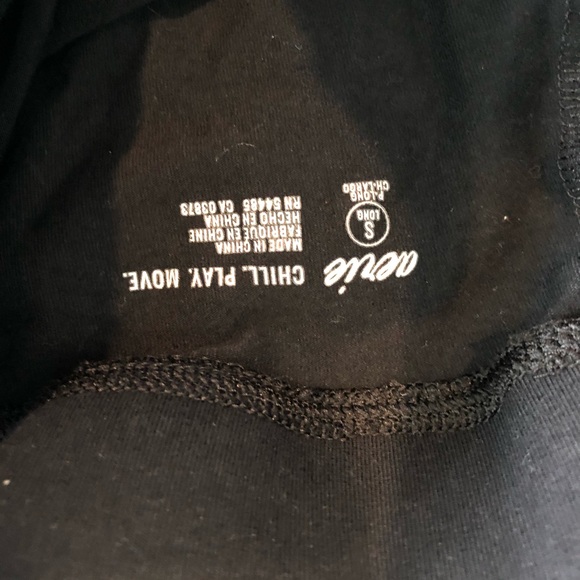 aerie CHILL. PLAY. MOVE.
S
LONG
P-LONG
CH-LARGO
MADE IN CHINA
FABRIQUE EN CHINE
HECHO EN CHINA
RN 54485 CA 03873